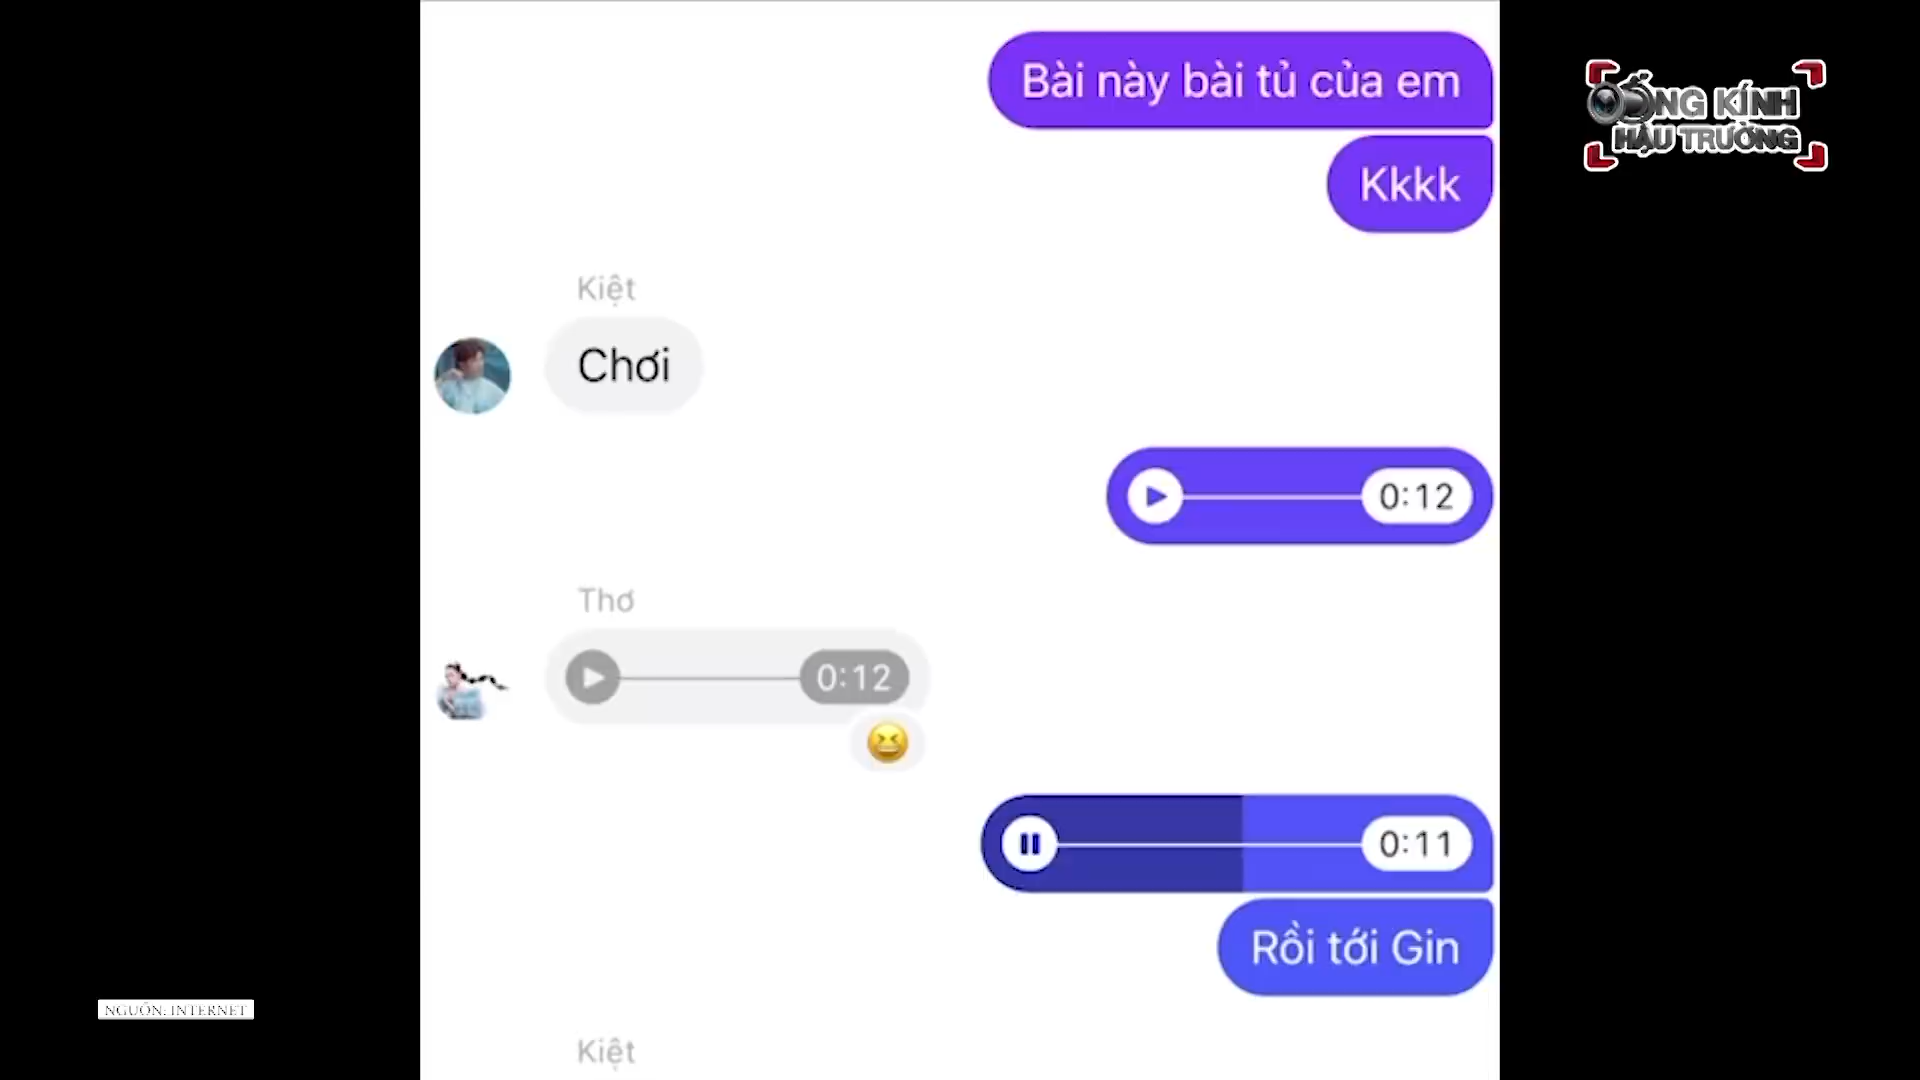 Bài này bài tủ của em
ỐNG KÍNH
HẬU TRƯỜNG
Kkkk
Kiệt
Chơi
0:12
Thơ
0:12
0:11
Rồi tới Gin
NGUỒN: INTERNET
Kiệt